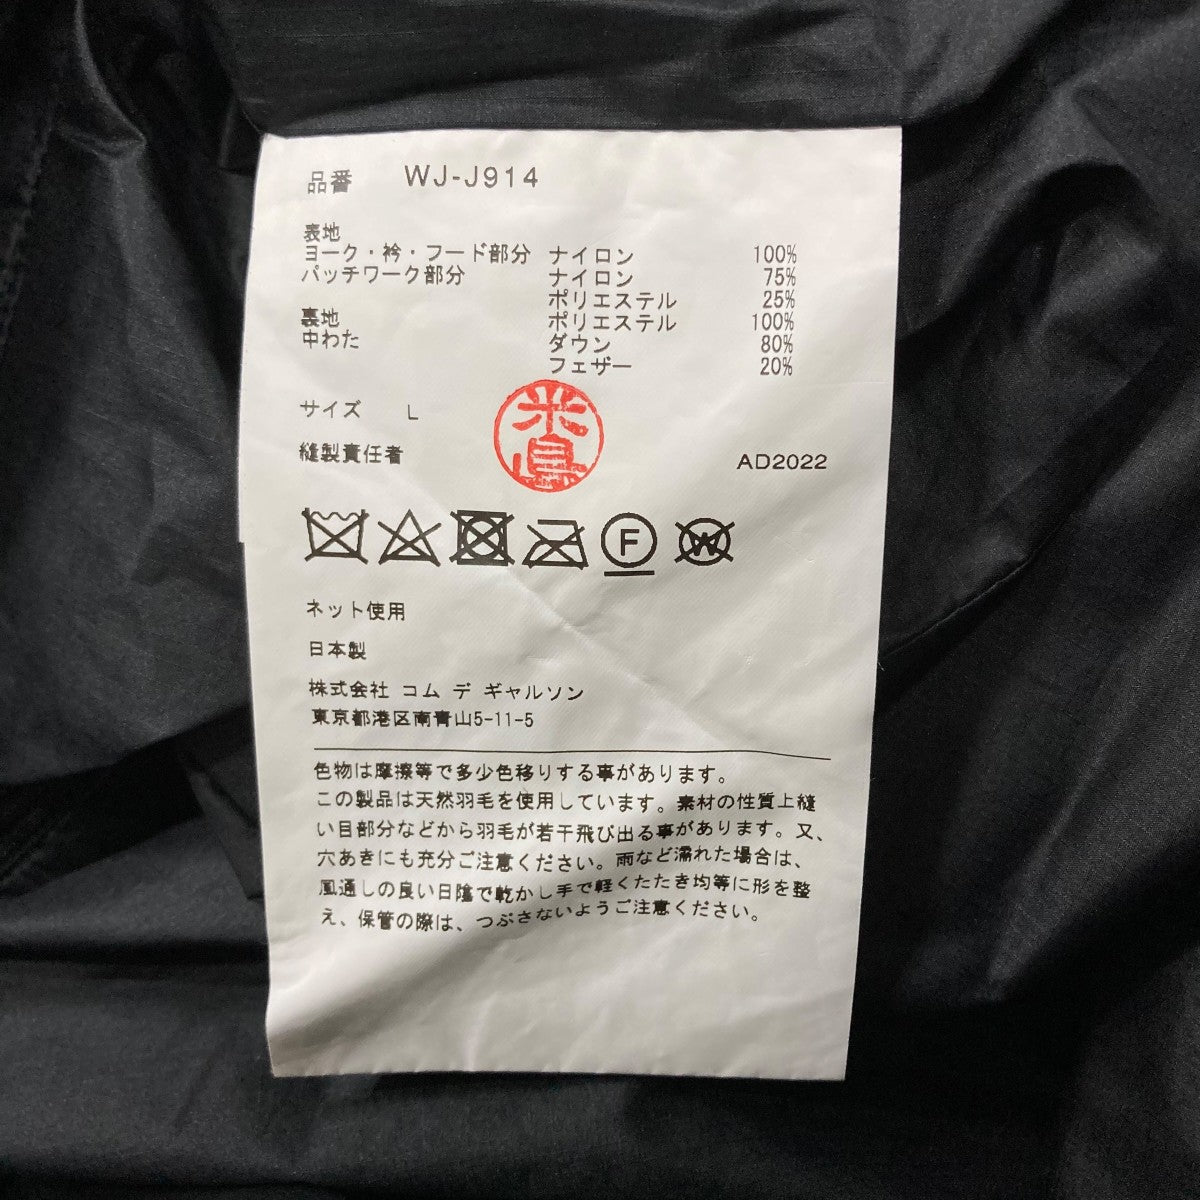 品番 WJ-J914
表地
ヨーク・衿・フード部分 ナイロン 100%
パッチワーク部分 ナイロン 75%
ポリエステル 25%
裏地 ポリエステル 100%
中わた ダウン 80%
フェザー 20%
サイズ L
縫製責任者 AD2022
F W
ネット使用
日本製
株式会社 コム デ ギャルソン
東京都港区南青山5-11-5
色物は摩擦等で多少色移りする事があります。
この製品は天然羽毛を使用しています。素材の性質上縫
い目部分などから羽毛が若干飛び出る事があります。又、
穴あきにも充分ご注意ください。雨など濡れた場合は、
風通しの良い日陰で乾かし手で軽くたたき均等に形を整
え、保管の際は、つぶさないようご注意ください。